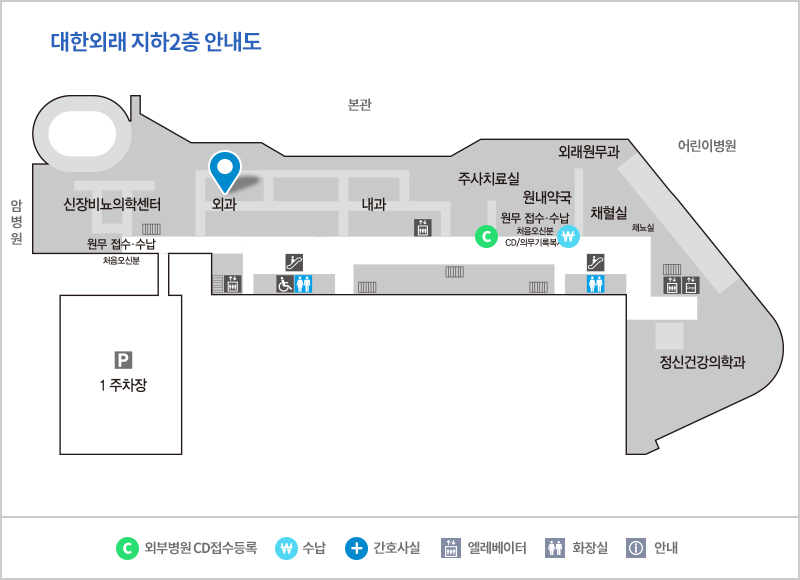 대한외래 지하2층 안내도
본관
어린이병원
암병원
외래원무과
주사치료실
원내약국
신장비뇨의학센터
외과
내과
채혈실
원무 접수·수납
처음오신분
CD/의무기록복사
채뇨실
원무 접수·수납
처음오신분
C
₩
P
1 주차장
정신건강의학과
C 외부병원 CD접수등록
₩ 수납
간호사실
엘레베이터
화장실
안내